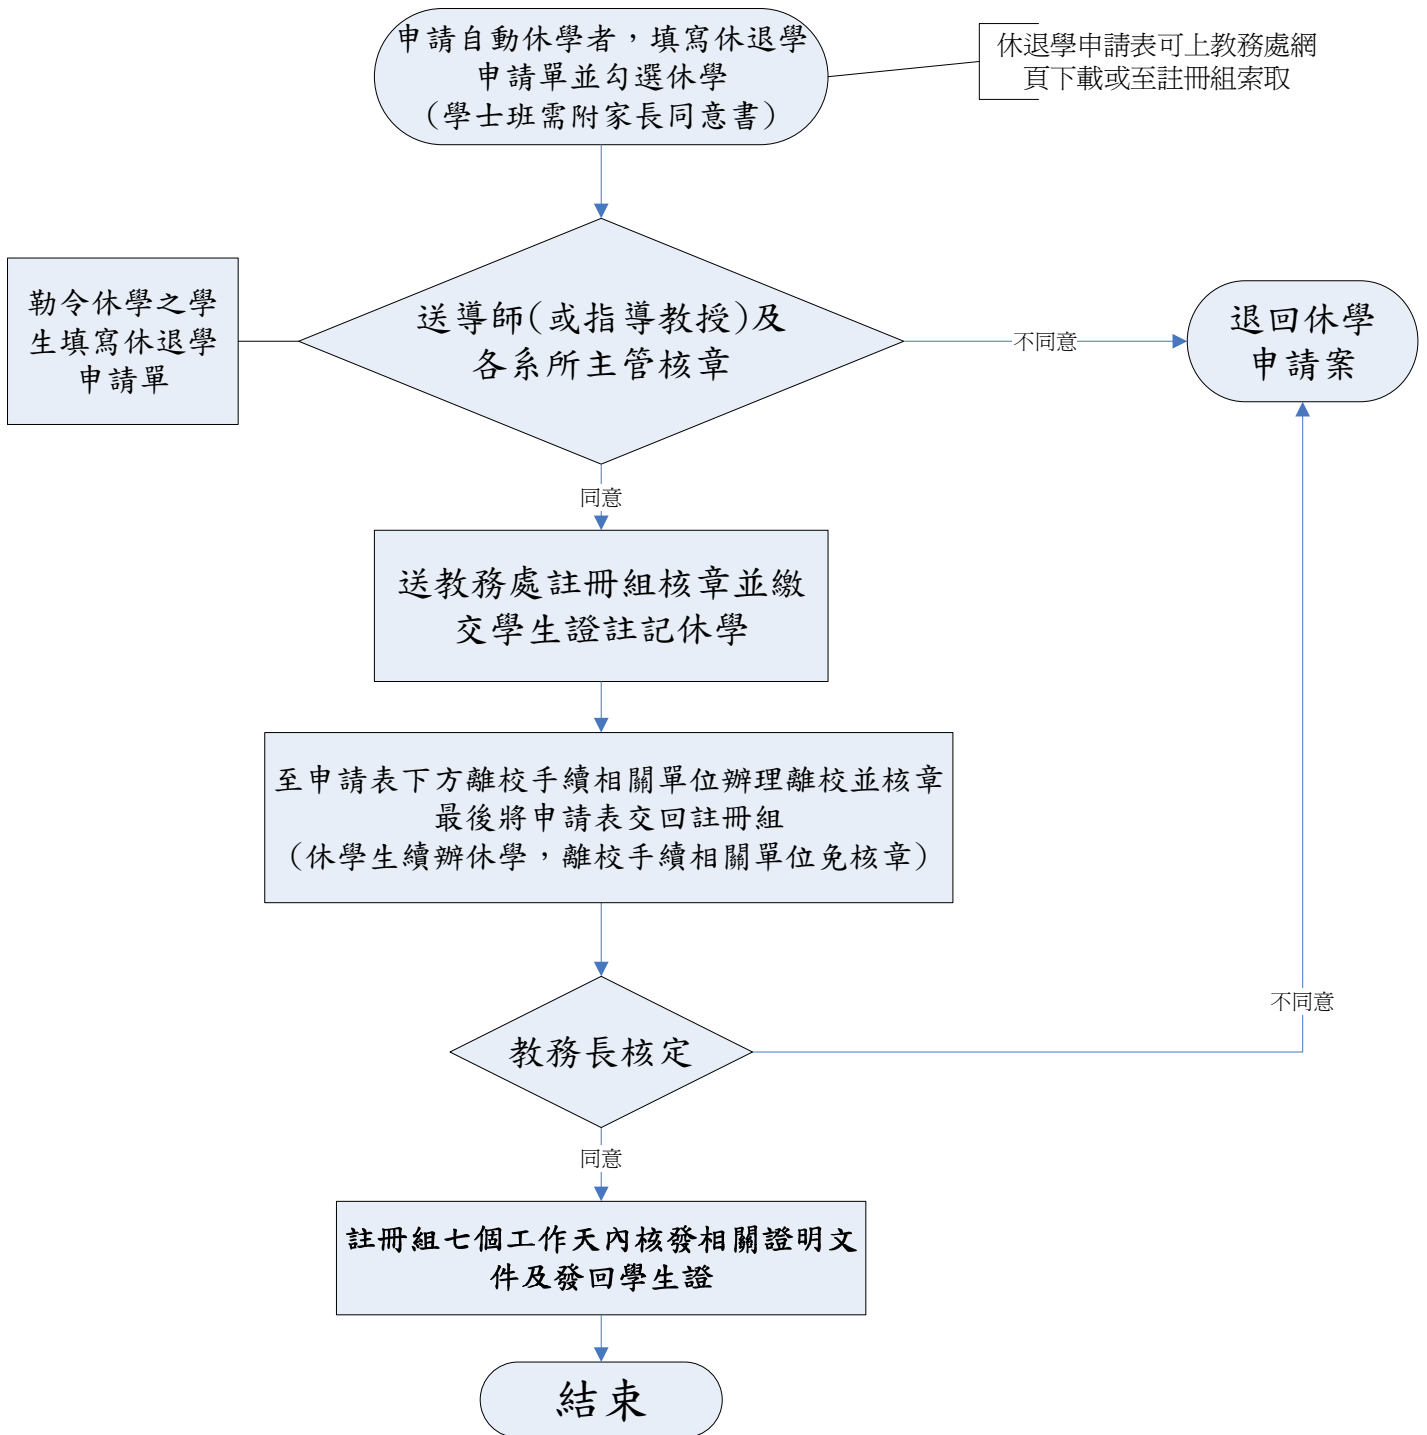 申請自動休學者，填寫休退學
申請單並勾選休學
（學士班需附家長同意書）
休退學申請表可上教務處網
頁下載或至註冊組索取
勒令休學之學
生填寫休退學
申請單
送導師(或指導教授)及
各系所主管核章
不同意
退回休學
申請案
同意
送教務處註冊組核章並繳
交學生證註記休學
至申請表下方離校手續相關單位辦理離校並核章
最後將申請表交回註冊組
（休學生續辦休學，離校手續相關單位免核章）
不同意
教務長核定
同意
註冊組七個工作天內核發相關證明文
件及發回學生證
結束